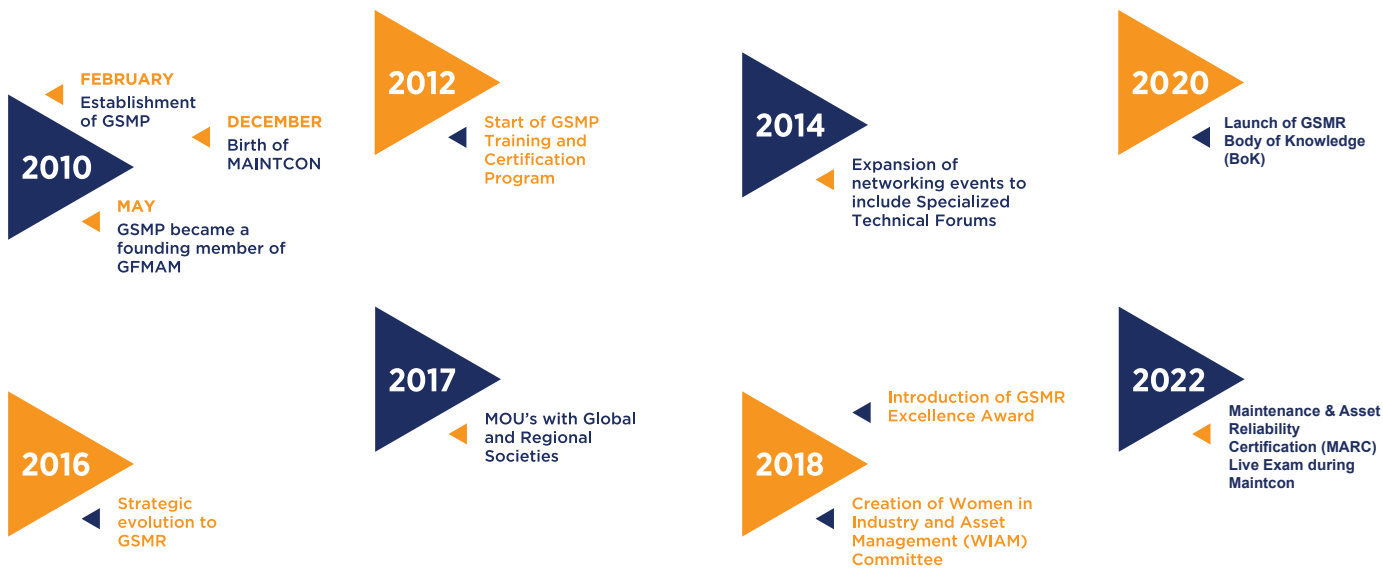 2010
FEBRUARY
Establishment
of GSMP
DECEMBER
Birth of
MAINTCON
MAY
GSMP became a
founding member of
GFMAM
2012
Start of GSMP
Training and
Certification
Program
2014
Expansion of
networking events to
include Specialized
Technical Forums
2020
Launch of GSMR
Body of Knowledge
(BoK)
2016
Strategic
evolution to
GSMR
2017
MOU’s with Global
and Regional
Societies
2018
Introduction of GSMR
Excellence Award
Creation of Women in
Industry and Asset
Management (WIAM)
Committee
2022
Maintenance & Asset
Reliability
Certification (MARC)
Live Exam during
Maintcon